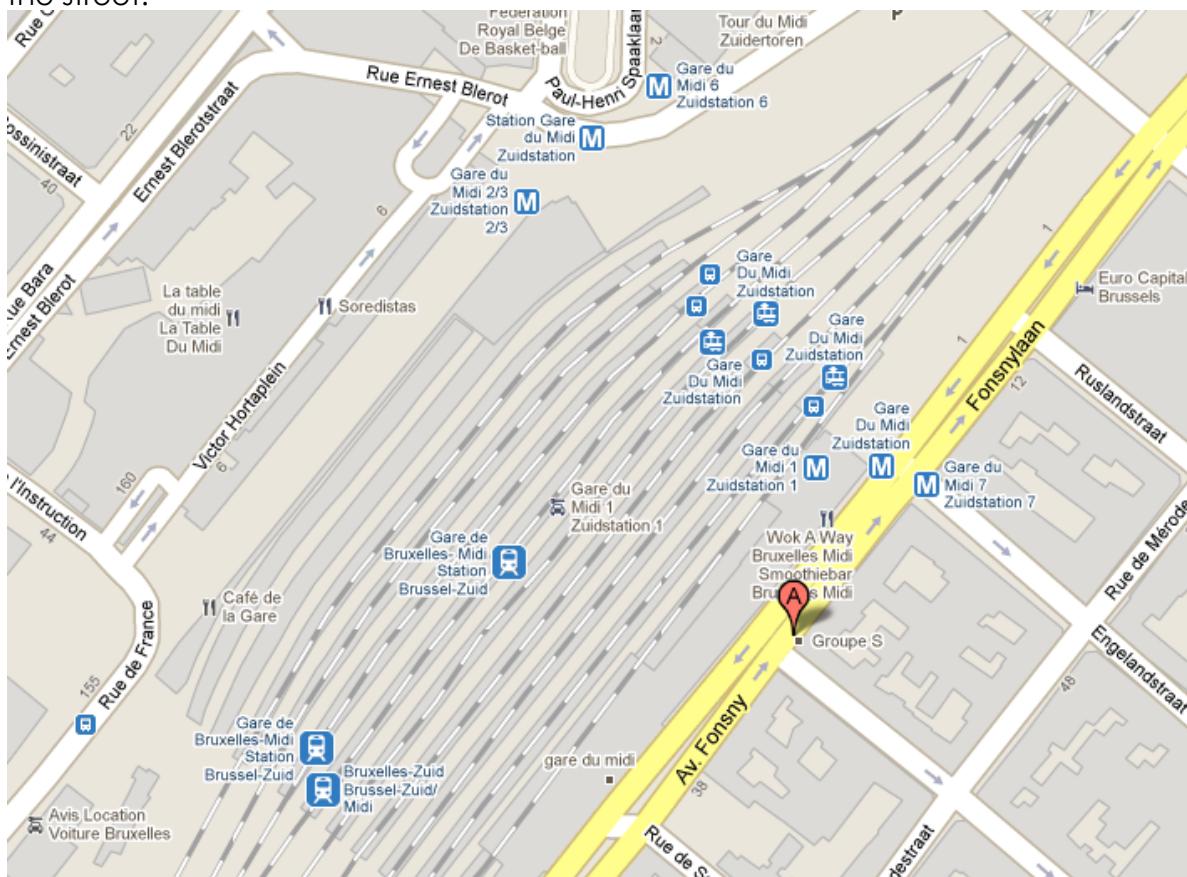 Federation
Royal Belge
De Basket-ball
Paul-Henri Spaaklaan
2
Tour du Midi
Zuidertoren
P
Rue Ernest Blerot
Gare du
Midi 6
Zuidstation 6
Station Gare
du Midi
Zuidstation
M
M
22
Ernest Blerotstraat
40
Gare du
Midi 2/3
Zuidstation
2/3
M
6
Rue Bara
Ernest Blerot
La table
du midi
La Table
Du Midi
Soredistas
Gare
Du Midi
Zuidstation
Gare
Du Midi
Zuidstation
Gare
Du Midi
Zuidstation
1
Euro Capital
Brussels
1
Fonsnylaan
12
Ruslandstraat
Victor Hortaplein
6
160
Gare
Du Midi
Zuidstation
M
Gare du
Midi 1
Zuidstation 1
M
Gare du
Midi 7
Zuidstation 7
M
l'Instruction
44
Gare du
Midi 1
Zuidstation 1
Gare de
Bruxelles- Midi
Station
Brussel-Zuid
Wok A Way
Bruxelles Midi
Smoothiebar
Midi
A
Groupe S
Rue de Mérode
Engelandstraat
48
Café de
la Gare
Rue de France
155
Gare de
Bruxelles-Midi
Station
Brussel-Zuid
Bruxelles-Zuid
Brussel-Zuid/
Midi
gare du midi
Av. Fonsny
38
Avis Location
Voiture Bruxelles
Rue de